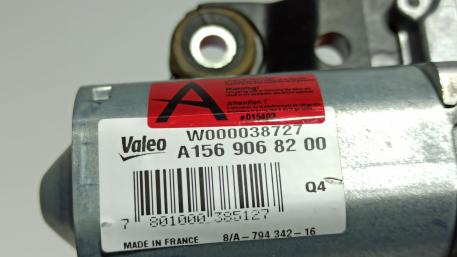 Warning!
A
Attention !
#015402
Valeo
W000038727
A156 906 82 00
Q4
7 801000 385127
MADE IN FRANCE
8/A-794 342-16